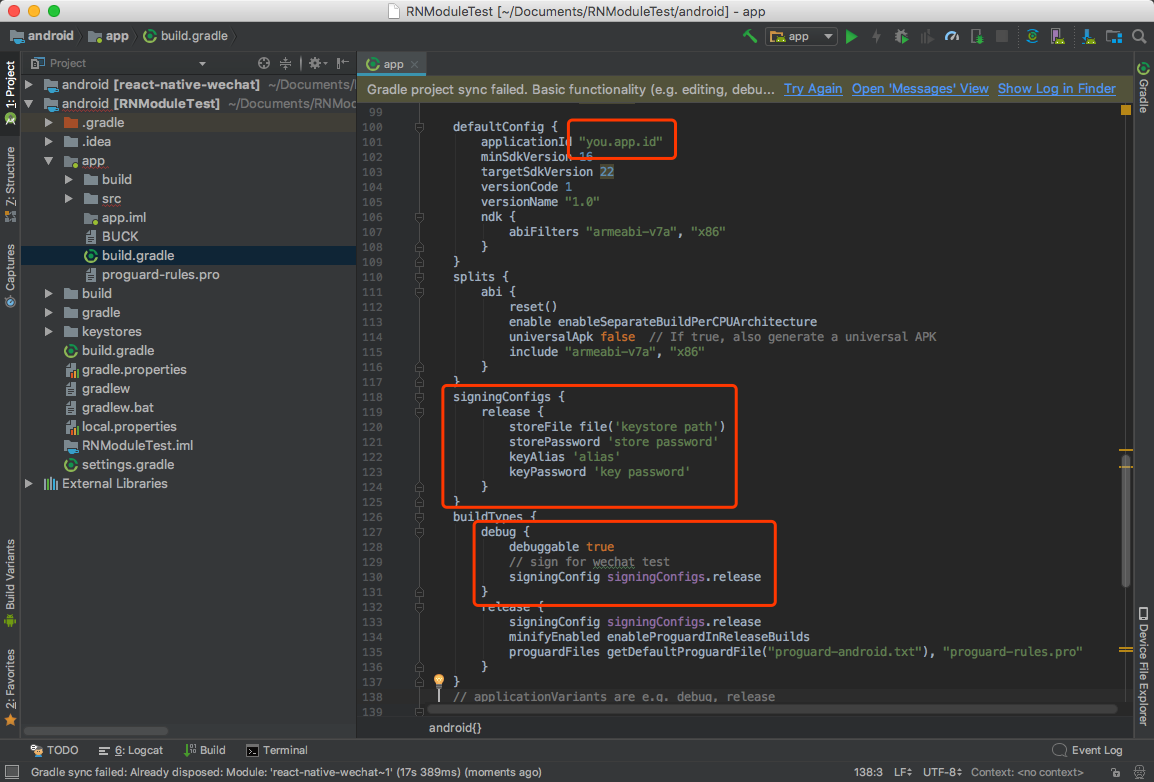 RNModuleTest [~/Documents/RNModuleTest/android] - app
android app build.gradle
app
Project
app
android [react-native-wechat] ~/Do
android [RNModuleTest] ~/Documents/RNMod
.gradle
.idea
app
build
src
app.iml
BUCK
build.gradle
proguard-rules.pro
build
gradle
keystores
build.gradle
gradle.properties
gradlew
gradlew.bat
local.properties
RNModuleTest.iml
settings.gradle
External Libraries
1: Project
Z: Structure
Captures
Build Variants
2: Favorites
Gradle project sync failed. Basic functionality (e.g. editing, debu... Try Again Open 'Messages' View Show Log in Finder
99
100 defaultConfig {
101 applicationId "you.app.id"
102 minSdkVersion 16
103 targetSdkVersion 22
104 versionCode 1
105 versionName "1.0"
106 ndk {
107 abiFilters "armeabi-v7a", "x86"
108 }
109 }
110 splits {
111 abi {
112 reset()
113 enable enableSeparateBuildPerCPUArchitecture
114 universalApk false // If true, also generate a universal APK
115 include "armeabi-v7a", "x86"
116 }
117 }
118 signingConfigs {
119 release {
120 storeFile file('keystore path')
121 storePassword 'store password'
122 keyAlias 'alias'
123 keyPassword 'key password'
124 }
125 }
126 buildTypes {
127 debug {
128 debuggable true
129 // sign for wechat test
130 signingConfig signingConfigs.release
131 }
132 release {
133 signingConfig signingConfigs.release
134 minifyEnabled enableProguardInReleaseBuilds
135 proguardFiles getDefaultProguardFile("proguard-android.txt"), "proguard-rules.pro"
136 }
137 }
138 // applicationVariants are e.g. debug, release
139
android{}
Gradle
Device File Explorer
TODO 6: Logcat Build Terminal Event Log
Gradle sync failed: Already disposed: Module: 'react-native-wechat~1' (17s 389ms) (moments ago) 138:3 LF÷ UTF-8÷ Context: <no context>